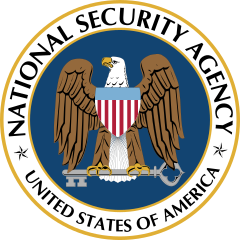 NATIONAL SECURITY AGENCY
UNITED STATES OF AMERICA